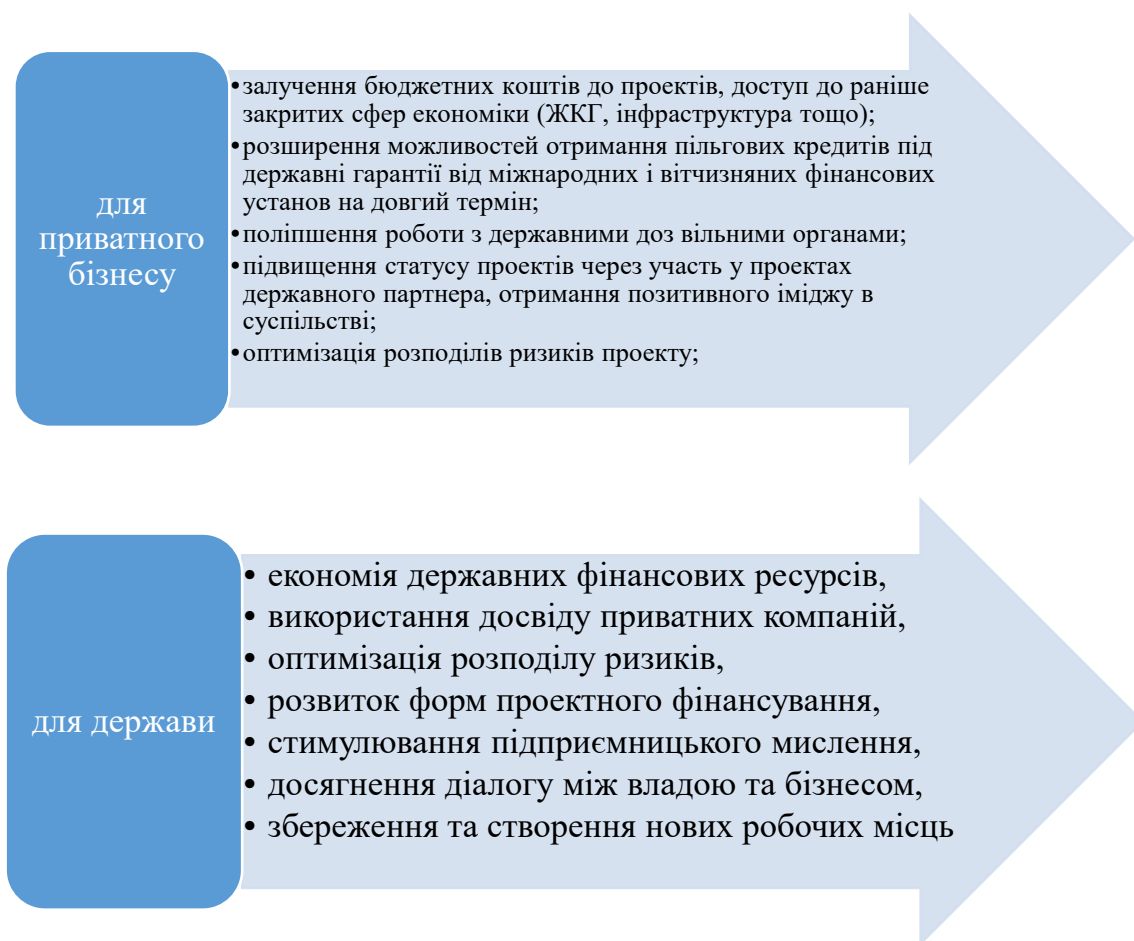 для
приватного
бізнесу
•залучення бюджетних коштів до проектів, доступ до раніше
закритих сфер економіки (ЖКГ, інфраструктура тощо);
•розширення можливостей отримання пільгових кредитів під
державні гарантії від міжнародних і вітчизняних фінансових
установ на довгий термін;
•поліпшення роботи з державними доз вільними органами;
•підвищення статусу проектів через участь у проектах
державного партнера, отримання позитивного іміджу в
суспільстві;
•оптимізація розподілів ризиків проекту;
для держави
• економія державних фінансових ресурсів,
• використання досвіду приватних компаній,
• оптимізація розподілу ризиків,
• розвиток форм проектного фінансування,
• стимулювання підприємницького мислення,
• досягнення діалогу між владою та бізнесом,
• збереження та створення нових робочих місць